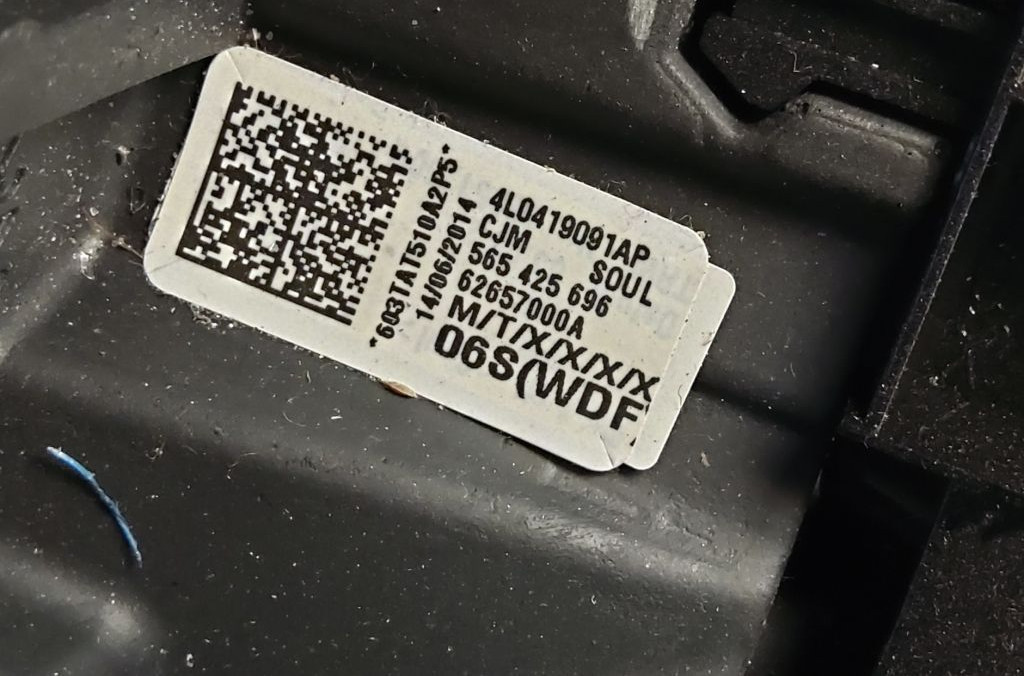 *603TAT510A2P5*
14/06/2014
4L0419091AP
CJM SOUL
565 425 696
62657000A
M/T/X/X/X/X
06S(WDF